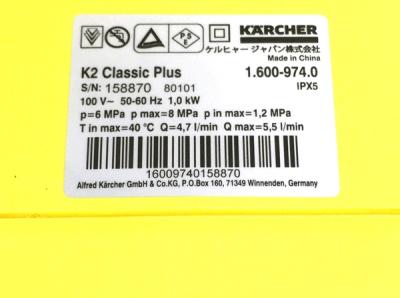 KÄRCHER
ケルヒャー ジャパン株式会社
Made in China
K2 Classic Plus 1.600-974.0
S/N: 158870 80101 IPX5
100 V~ 50-60 Hz 1,0 kW
p=6 MPa p max=8 MPa p in max=1,2 MPa
T in max=40 °C Q=4,7 l/min Q=5,5 l/min
Alfred Kärcher GmbH & Co.KG, P.O.Box 160, 71349 Winnenden, Germany
16009740158870